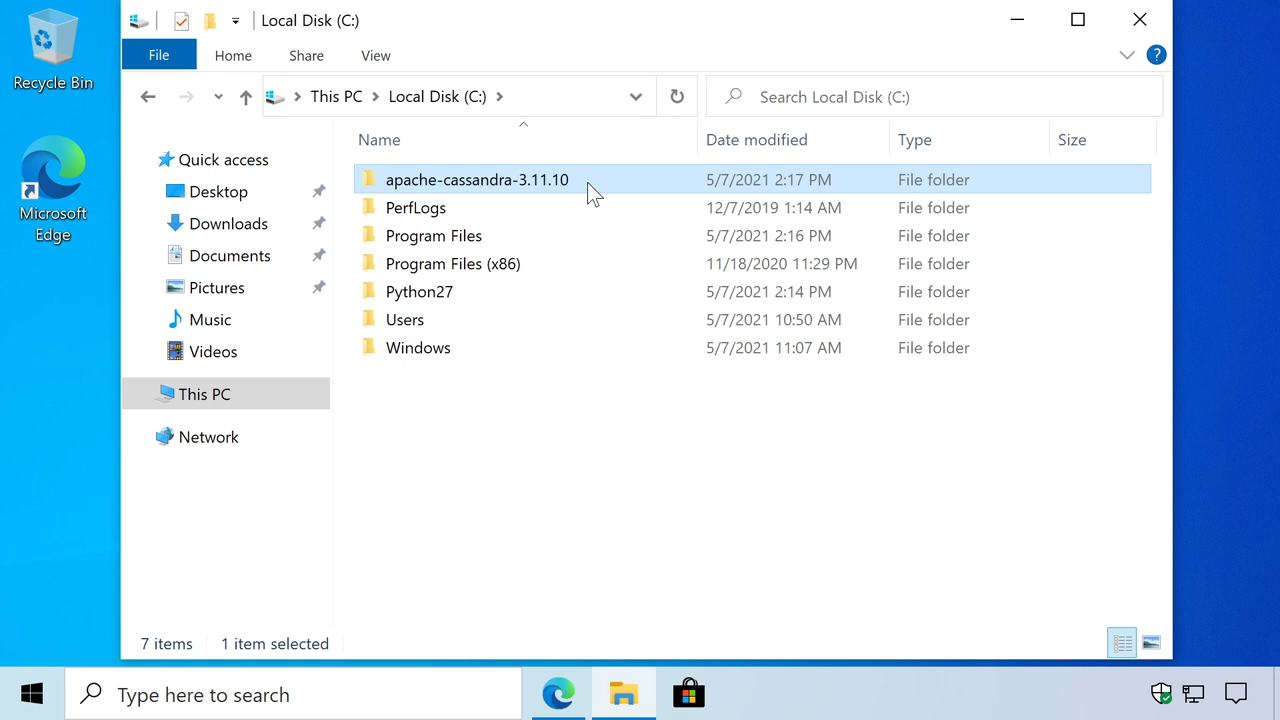 Recycle Bin
Microsoft
Edge
Local Disk (C:)
File Home Share View
This PC Local Disk (C:) Search Local Disk (C:)
Name Date modified Type Size
Quick access
Desktop
Downloads
Documents
Pictures
Music
Videos
This PC
Network
apache-cassandra-3.11.10 5/7/2021 2:17 PM File folder
PerfLogs 12/7/2019 1:14 AM File folder
Program Files 5/7/2021 2:16 PM File folder
Program Files (x86) 11/18/2020 11:29 PM File folder
Python27 5/7/2021 2:14 PM File folder
Users 5/7/2021 10:50 AM File folder
Windows 5/7/2021 11:07 AM File folder
7 items 1 item selected
Type here to search